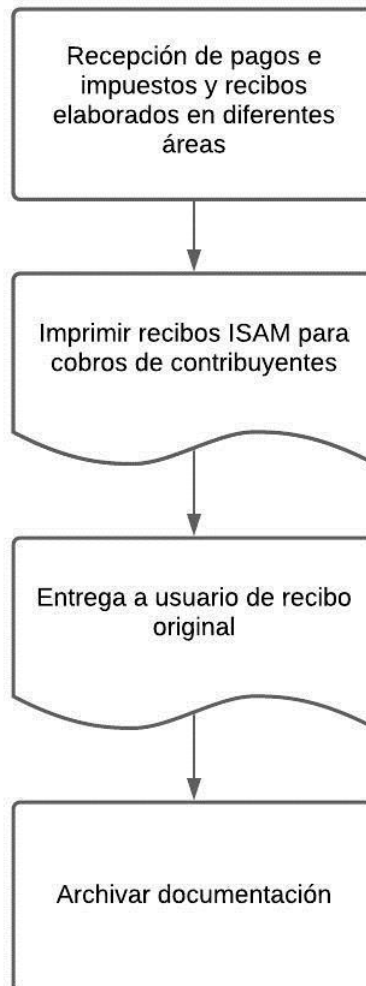 Recepción de pagos e
impuestos y recibos
elaborados en diferentes
áreas
Imprimir recibos ISAM para
cobros de contribuyentes
Entrega a usuario de recibo
original
Archivar documentación